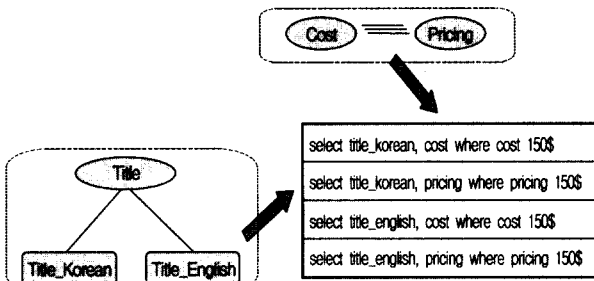 Cost
Pricing
select title_korean, cost where cost 150$
select title_korean, pricing where pricing 150$
select title_english, cost where cost 150$
select title_english, pricing where pricing 150$
Title
Title_Korean
Title_English